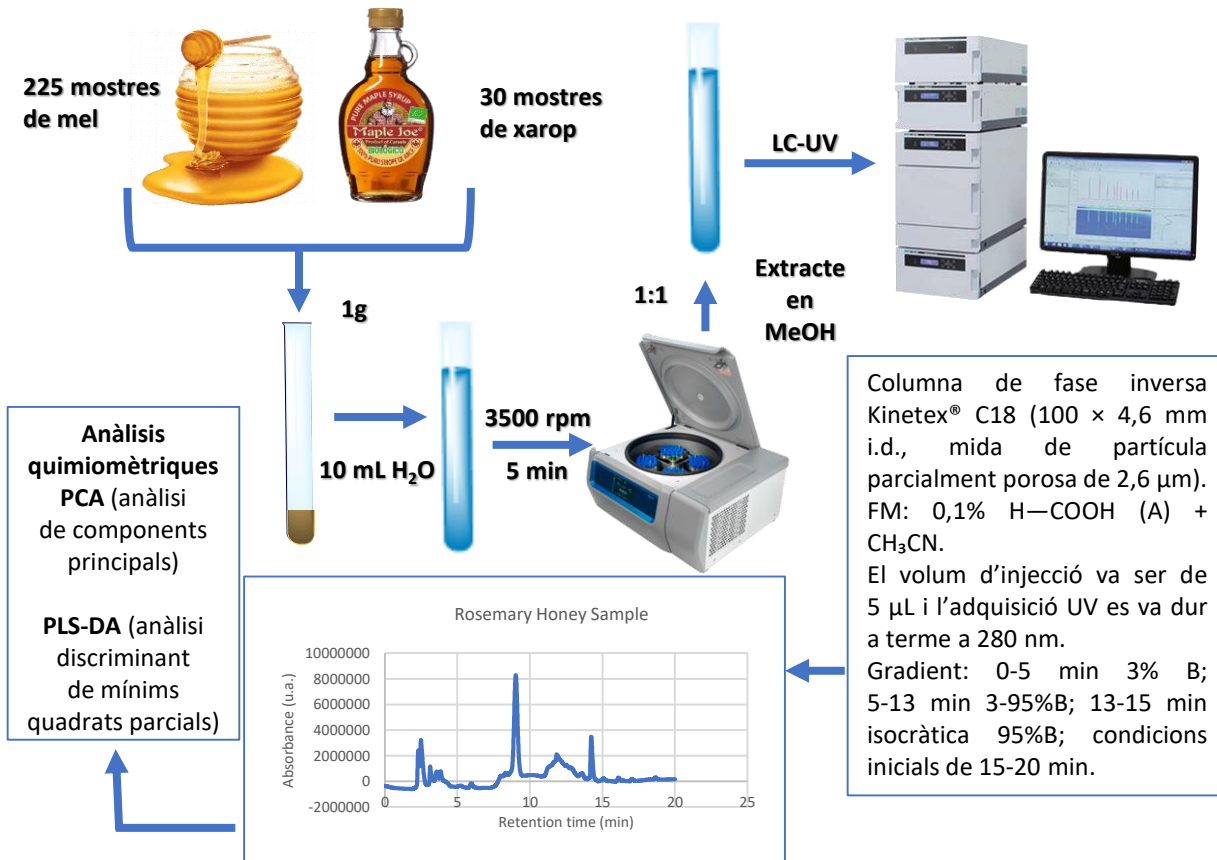 225 mostres
de mel
PURE MAPLE SYRUP
Maple Joe
Product of Canada
BIOLOGICO
30 mostres
de xarop
LC-UV
1g
1:1
Extracte
en
MeOH
10 mL H₂O
3500 rpm
5 min
Anàlisis
quimiomètriques
PCA (anàlisi
de components
principals)
PLS-DA (anàlisi
discriminant
de mínims
quadrats parcials)
Columna de fase inversa
Kinetex® C18 (100 × 4,6 mm
i.d., mida de partícula
parcialment porosa de 2,6 µm).
FM: 0,1% H—COOH (A) +
CH₃CN.
El volum d’injecció va ser de
5 µL i l’adquisició UV es va dur
a terme a 280 nm.
Gradient: 0-5 min 3% B;
5-13 min 3-95%B; 13-15 min
isocràtica 95%B; condicions
inicials de 15-20 min.
Rosemary Honey Sample
Absorbance (u.a.)
10000000
8000000
6000000
4000000
2000000
0
-2000000
0 5 10 15 20 25
Retention time (min)